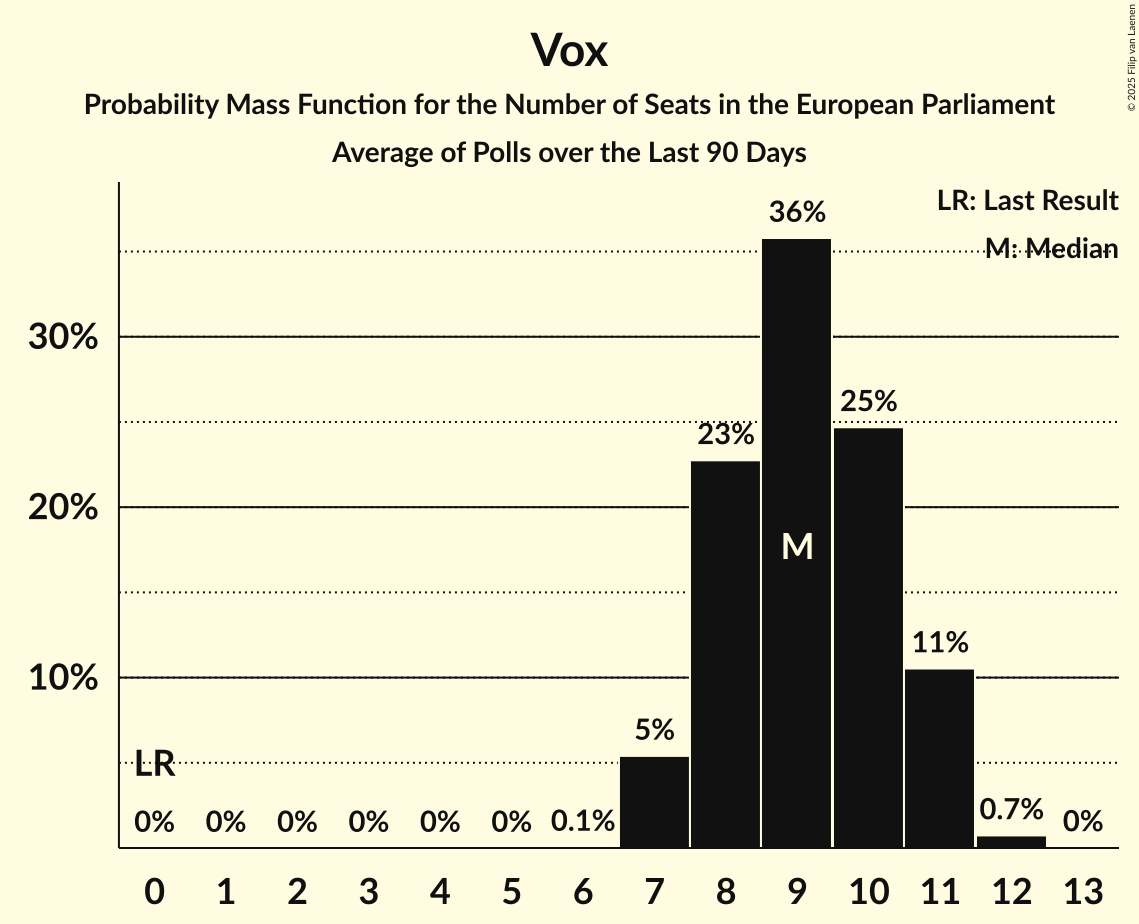 © 2025 Filip van Laenen
Vox
Probability Mass Function for the Number of Seats in the European Parliament
Average of Polls over the Last 90 Days
LR: Last Result
M: Median
36%
30%
25%
23%
20%
M
11%
10%
5%
LR
0% 0% 0% 0% 0% 0% 0.1% 0.7% 0%
0 1 2 3 4 5 6 7 8 9 10 11 12 13